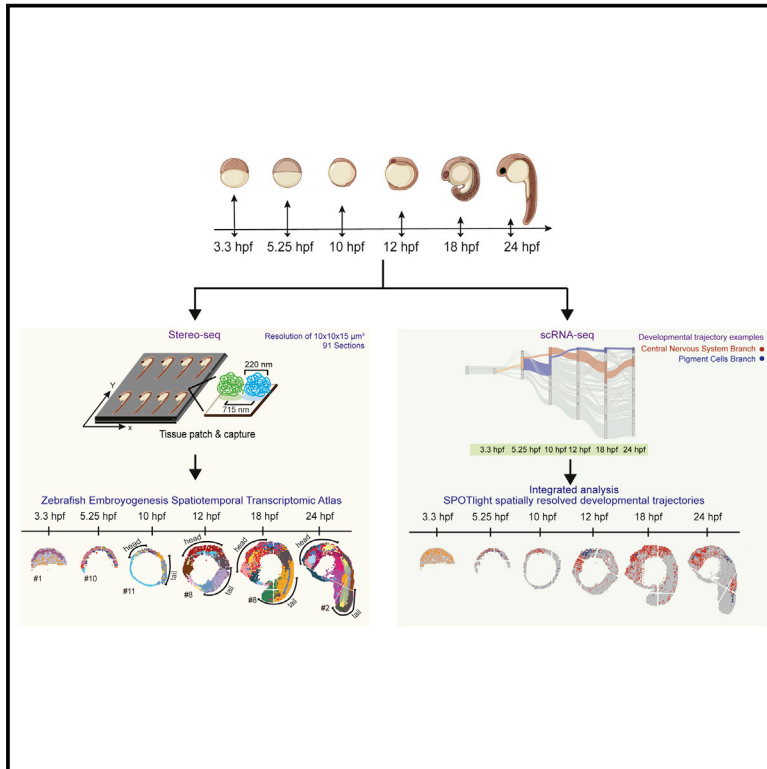 3.3 hpf 5.25 hpf 10 hpf 12 hpf 18 hpf 24 hpf
Stereo-seq
Resolution of 10x10x15 µm³
91 Sections
220 nm
715 nm
Y
X
Tissue patch & capture
Zebrafish Embroyogenesis Spatiotemporal Transcriptomic Atlas
3.3 hpf 5.25 hpf 10 hpf 12 hpf 18 hpf 24 hpf
head head head head
tail tail tail tail
#1 #10 #11 #8 #8 #2
scRNA-seq
Developmental trajectory examples
Central Nervous System Branch
Pigment Cells Branch
3.3 hpf 5.25 hpf 10 hpf 12 hpf 18 hpf 24 hpf
Integrated analysis
SPOTlight spatially resolved developmental trajectories
3.3 hpf 5.25 hpf 10 hpf 12 hpf 18 hpf 24 hpf